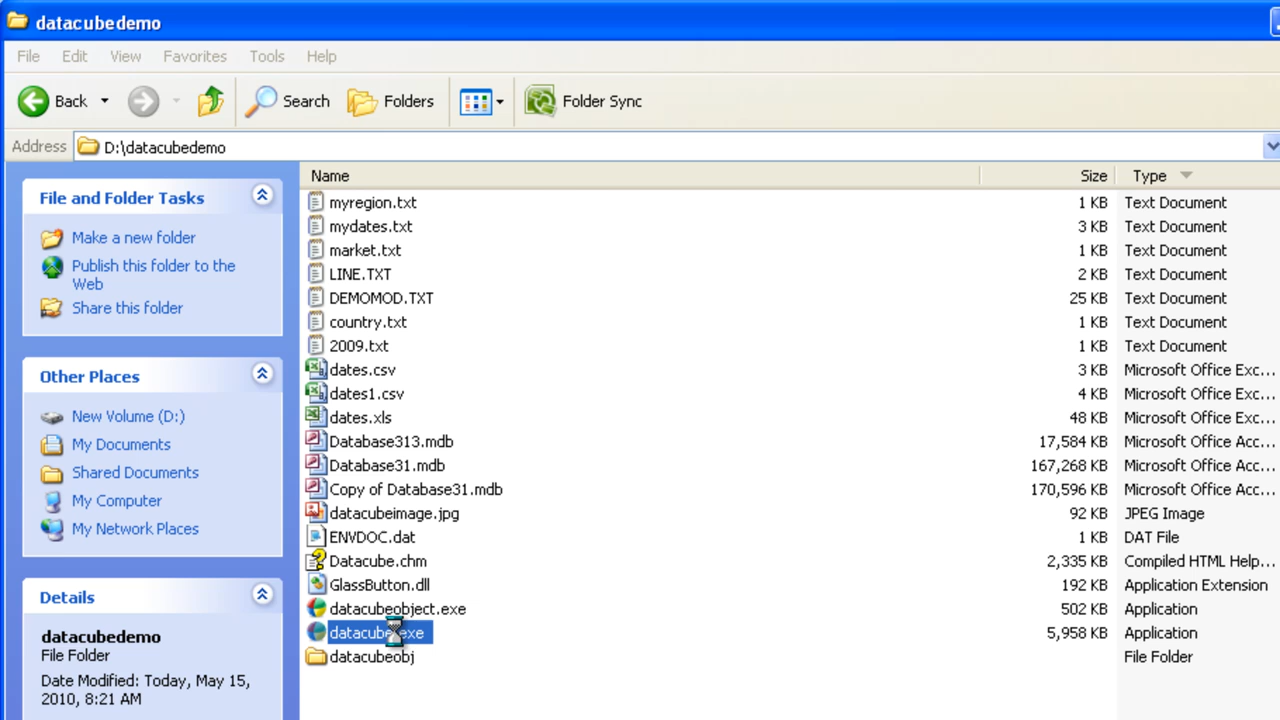 datacubedemo
File Edit View Favorites Tools Help
Back Search Folders Folder Sync
Address D:\datacubedemo
Name Size Type
File and Folder Tasks
Make a new folder
Publish this folder to the
Web
Share this folder
Other Places
New Volume (D:)
My Documents
Shared Documents
My Computer
My Network Places
Details
datacubedemo
File Folder
Date Modified: Today, May 15,
2010, 8:21 AM
myregion.txt 1 KB Text Document
mydates.txt 3 KB Text Document
market.txt 1 KB Text Document
LINE.TXT 2 KB Text Document
DEMOMOD.TXT 25 KB Text Document
country.txt 1 KB Text Document
2009.txt 1 KB Text Document
dates.csv 3 KB Microsoft Office Exc...
dates1.csv 4 KB Microsoft Office Exc...
dates.xls 48 KB Microsoft Office Exc...
Database313.mdb 17,584 KB Microsoft Office Acc...
Database31.mdb 167,268 KB Microsoft Office Acc...
Copy of Database31.mdb 170,596 KB Microsoft Office Acc...
datacubeimage.jpg 92 KB JPEG Image
ENVDOC.dat 1 KB DAT File
Datacube.chm 2,335 KB Compiled HTML Help...
GlassButton.dll 192 KB Application Extension
datacubeobject.exe 502 KB Application
datacube.exe 5,958 KB Application
datacubeobj File Folder